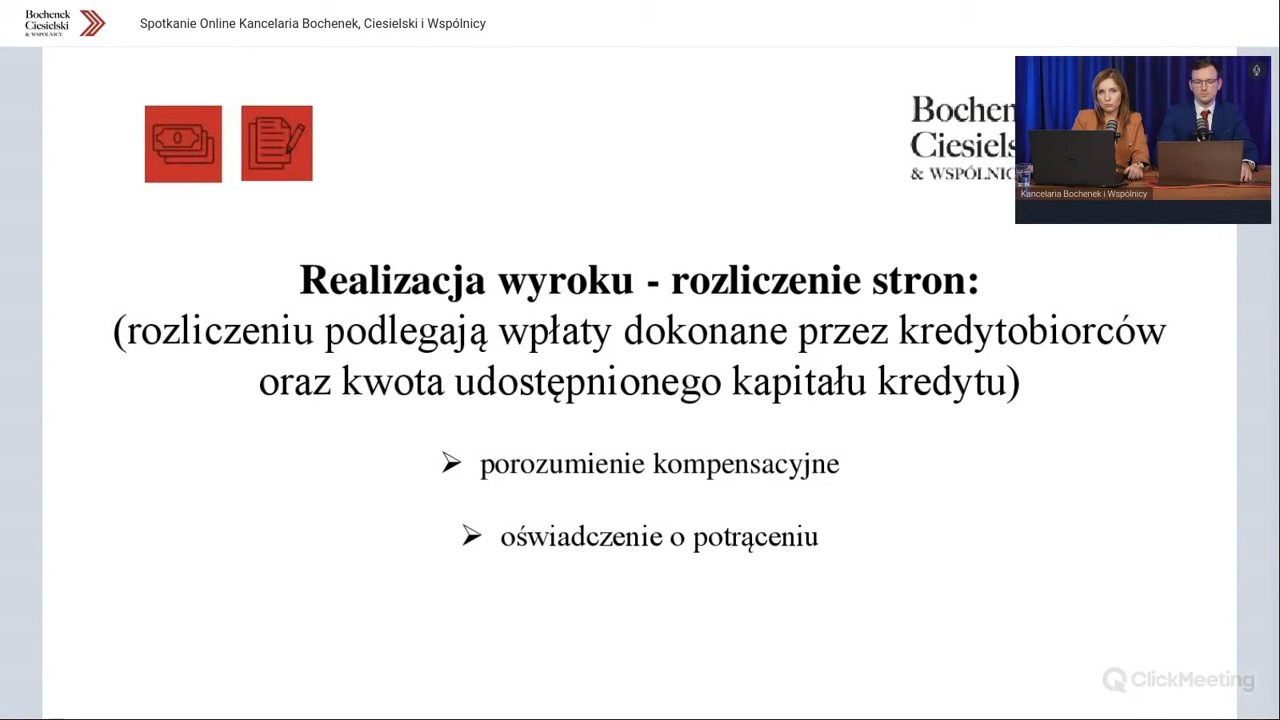 Bochenek
Ciesielski
& WSPÓLNICY
Spotkanie Online Kancelaria Bochenek, Ciesielski i Wspólnicy
Bochen
Ciesiels
& WSPÓLNIC
Kancelaria Bochenek i Wspólnicy
Realizacja wyroku - rozliczenie stron:
(rozliczeniu podlegają wpłaty dokonane przez kredytobiorców
oraz kwota udostępnionego kapitału kredytu)
➢ porozumienie kompensacyjne
➢ oświadczenie o potrąceniu
ClickMeeting